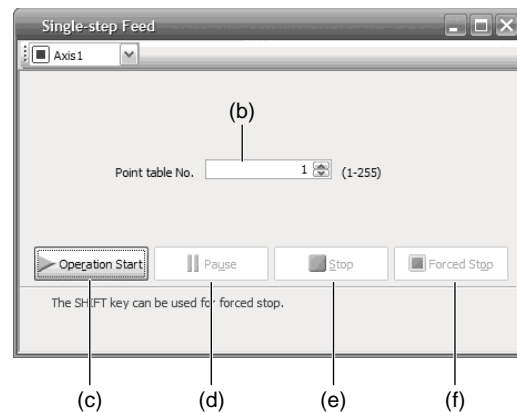 Single-step Feed
Axis1
(b)
Point table No. 1 (1-255)
Operation Start Pause Stop Forced Stop
The SHIFT key can be used for forced stop.
(c) (d) (e) (f)